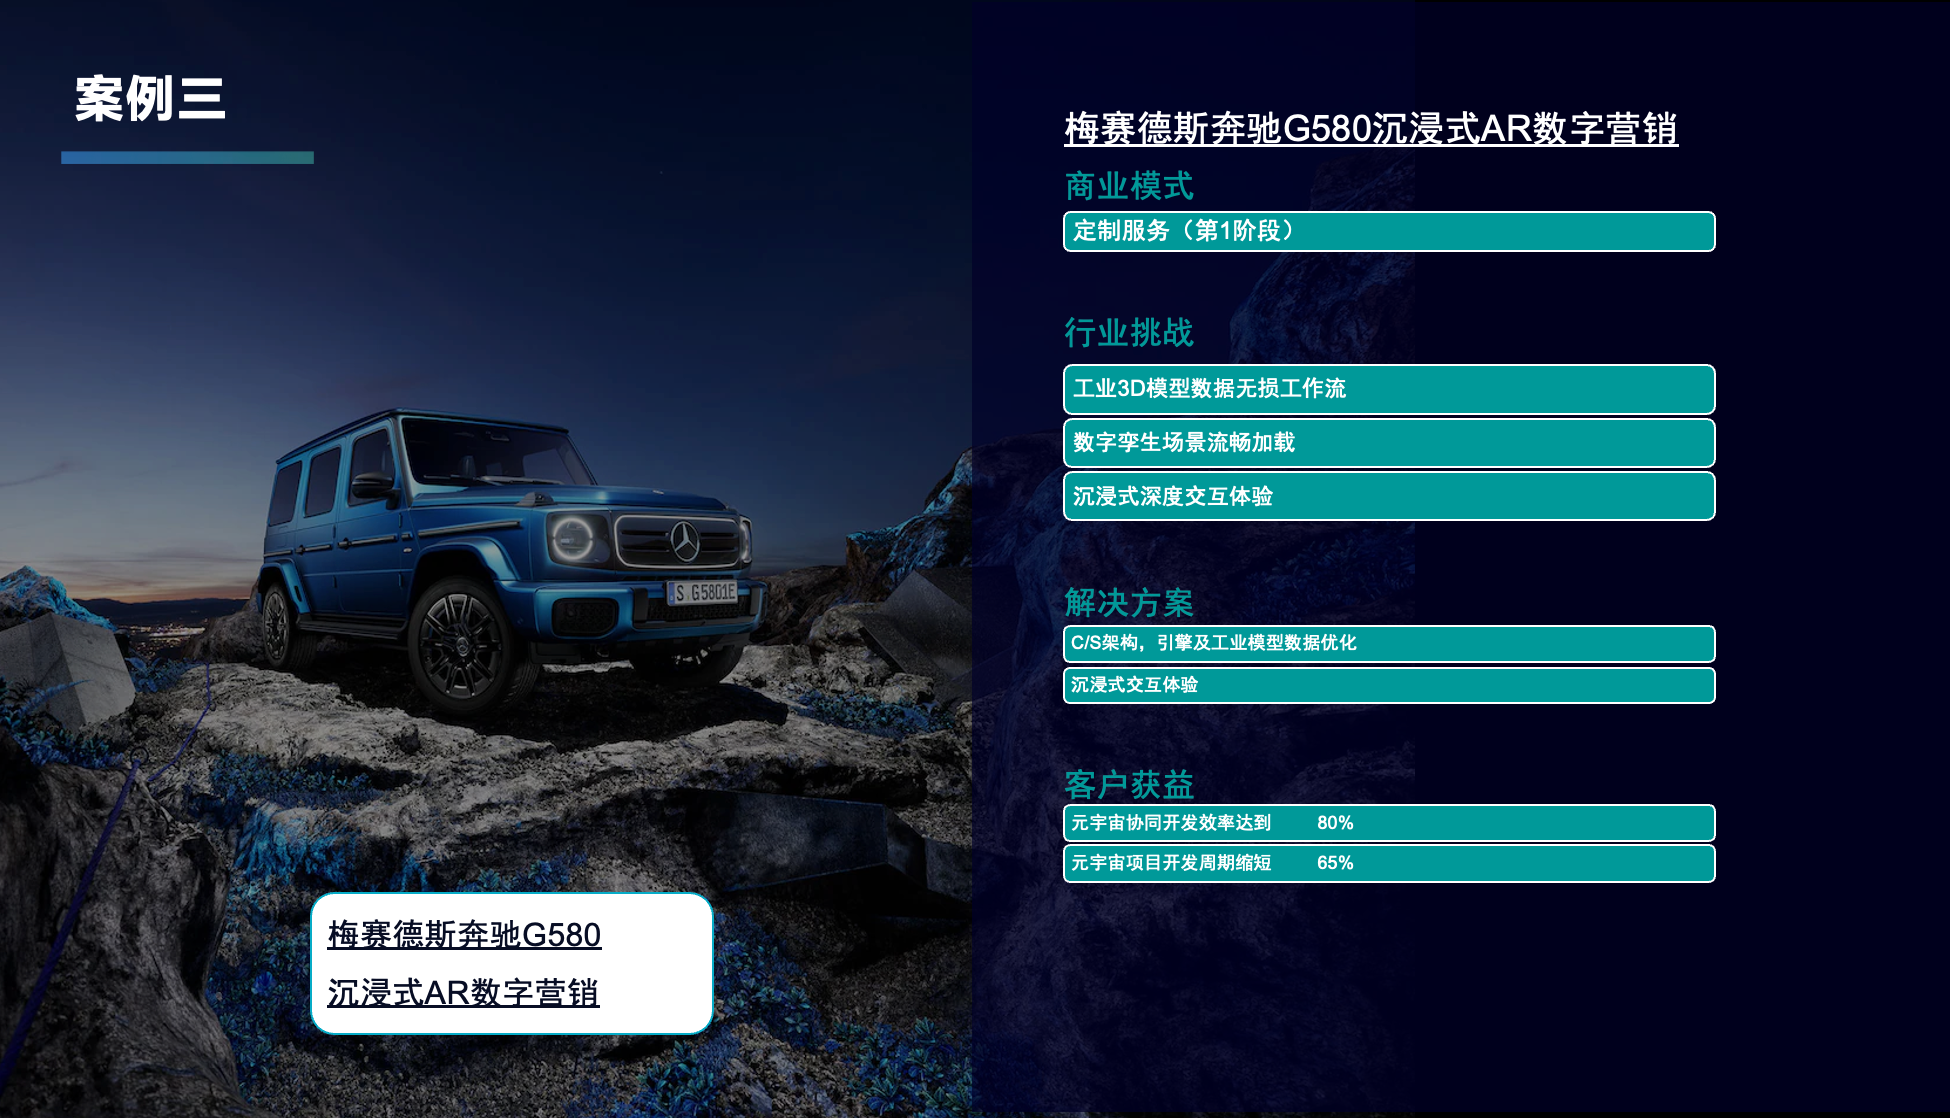 案例三
梅赛德斯奔驰G580沉浸式AR数字营销
商业模式
定制服务（第1阶段）
行业挑战
工业3D模型数据无损工作流
数字孪生场景流畅加载
沉浸式深度交互体验
解决方案
C/S架构，引擎及工业模型数据优化
沉浸式交互体验
客户获益
元宇宙协同开发效率达到 80%
元宇宙项目开发周期缩短 65%
S G5801E
梅赛德斯奔驰G580
沉浸式AR数字营销